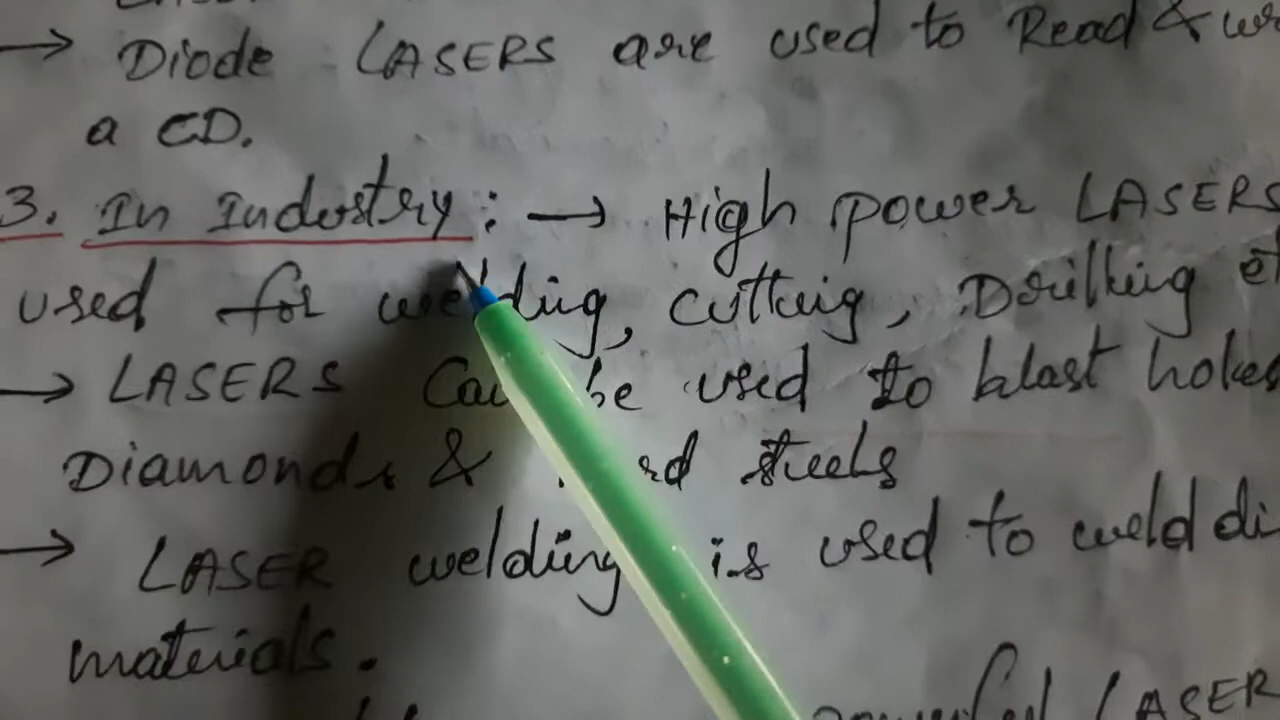 → Diode LASERS are used to Read &
a CD.
3. In Industry: → High power LASERS
used for welding, cutting, Drilling
→ LASERS Can be used to blast holes
Diamonds & steels
→ LASER welding is used to weld
materials.
LASER